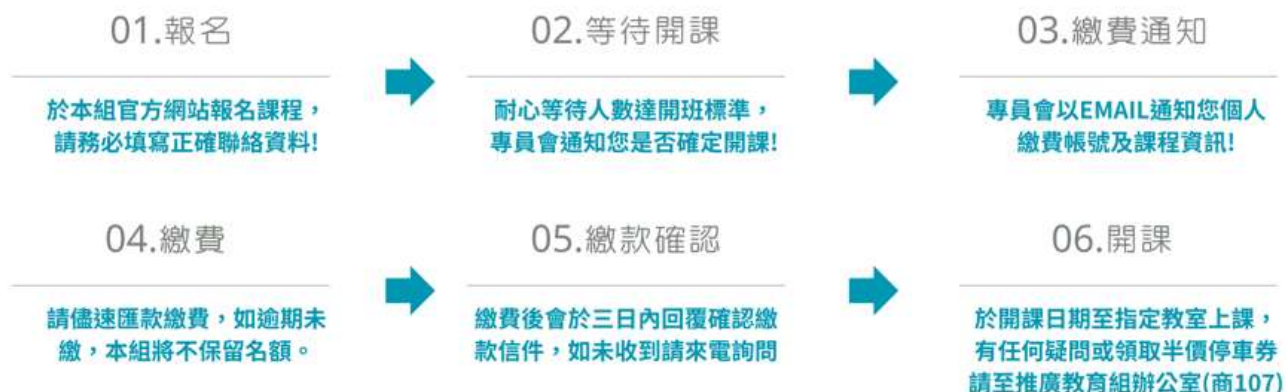 01.報名
於本組官方網站報名課程，
請務必填寫正確聯絡資料!
02.等待開課
耐心等待人數達開班標準，
專員會通知您是否確定開課!
03.繳費通知
專員會以EMAIL通知您個人
繳費帳號及課程資訊!
04.繳費
請儘速匯款繳費，如逾期未
繳，本組將不保留名額。
05.繳款確認
繳費後會於三日內回覆確認繳
款信件，如未收到請來電詢問
06.開課
於開課日期至指定教室上課，
有任何疑問或領取半價停車券
請至推廣教育組辦公室(商107)